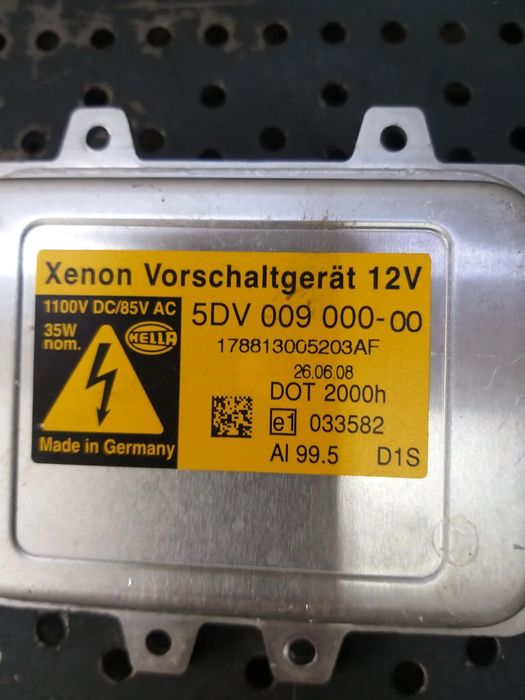 Xenon Vorschaltgerät 12V
1100V DC/85V AC
35W
nom.
HELLA
Made in Germany
5DV 009 000-00
178813005203AF
26.06.08
DOT 2000h
e1 033582
Al 99.5 D1S